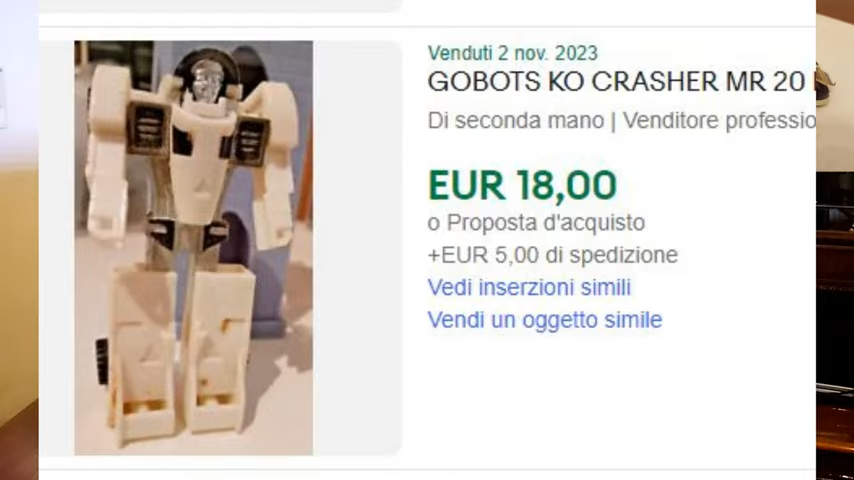 Venduti 2 nov. 2023
GOBOTS KO CRASHER MR 20
Di seconda mano | Venditore professio
EUR 18,00
o Proposta d'acquisto
+EUR 5,00 di spedizione
Vedi inserzioni simili
Vendi un oggetto simile